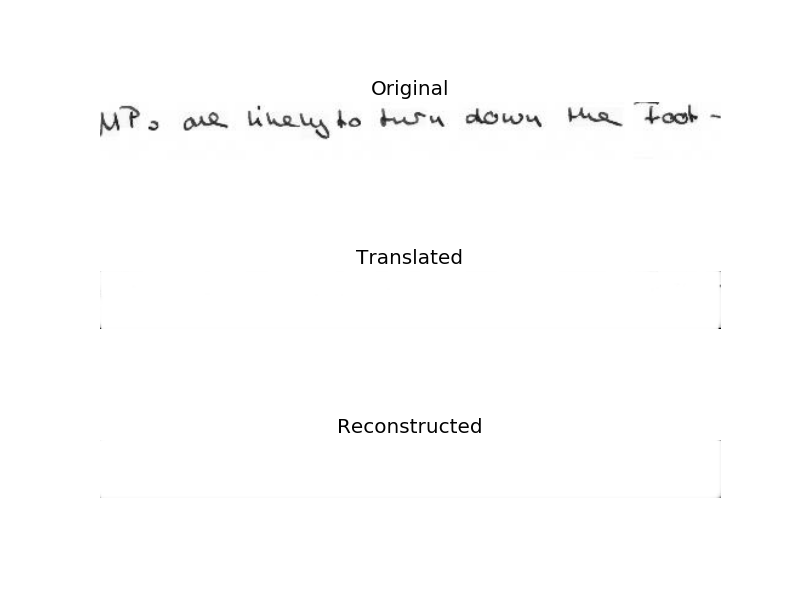 Original
MPs are likely to turn down the Foot-
Translated
Reconstructed